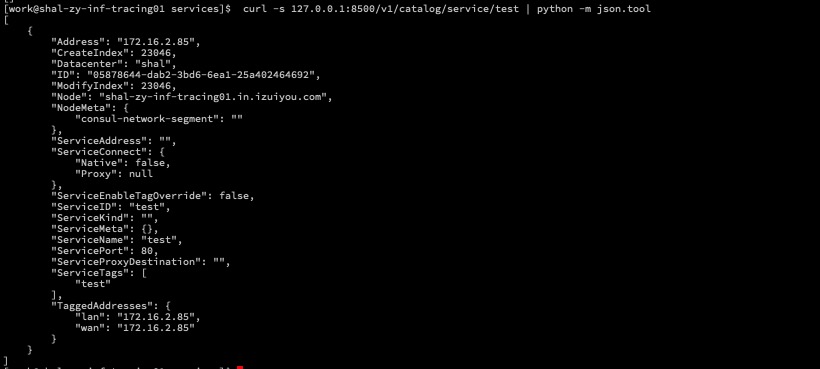 [work@shal-zy-inf-tracing01 services]$  curl -s 127.0.0.1:8500/v1/catalog/service/test | python -m json.tool
[
    {
        "Address": "172.16.2.85",
        "CreateIndex": 23046,
        "Datacenter": "shal",
        "ID": "05878644-dab2-3bd6-6ea1-25a402464692",
        "ModifyIndex": 23046,
        "Node": "shal-zy-inf-tracing01.in.izuiyou.com",
        "NodeMeta": {
            "consul-network-segment": ""
        },
        "ServiceAddress": "",
        "ServiceConnect": {
            "Native": false,
            "Proxy": null
        },
        "ServiceEnableTagOverride": false,
        "ServiceID": "test",
        "ServiceKind": "",
        "ServiceMeta": {},
        "ServiceName": "test",
        "ServicePort": 80,
        "ServiceProxyDestination": "",
        "ServiceTags": [
            "test"
        ],
        "TaggedAddresses": {
            "lan": "172.16.2.85",
            "wan": "172.16.2.85"
        }
    }
]